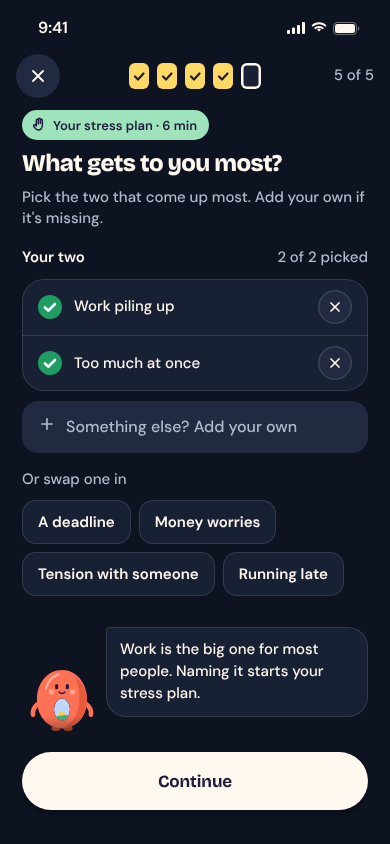 9:41
5 of 5
Your stress plan · 6 min
What gets to you most?
Pick the two that come up most. Add your own if
it's missing.
Your two
2 of 2 picked
Work piling up
Too much at once
Something else? Add your own
Or swap one in
A deadline
Money worries
Tension with someone
Running late
Work is the big one for most
people. Naming it starts your
stress plan.
Continue